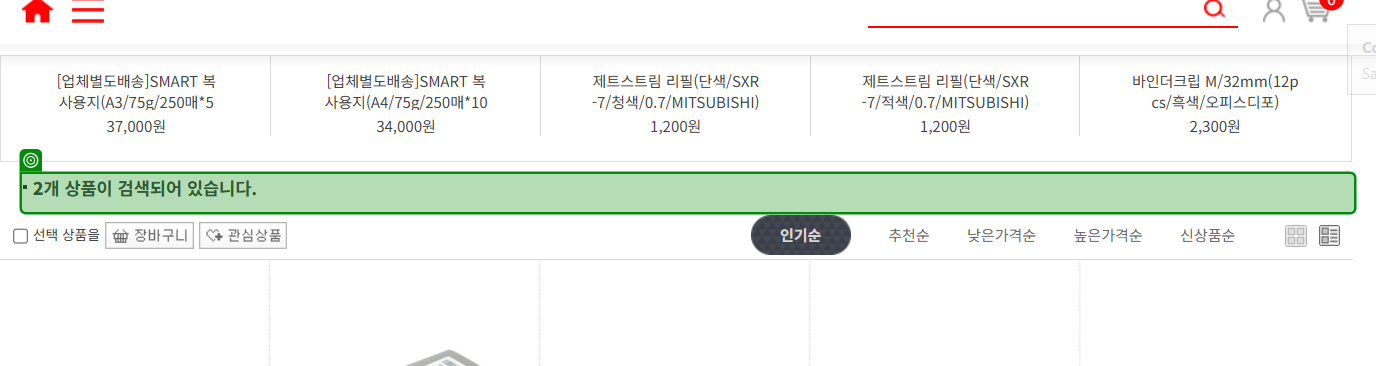 0
Co
Sa
[업체별도배송]SMART 복
사용지(A3/75g/250매*5
37,000원
[업체별도배송]SMART 복
사용지(A4/75g/250매*10
34,000원
제트스트림 리필(단색/SXR
-7/청색/0.7/MITSUBISHI)
1,200원
제트스트림 리필(단색/SXR
-7/적색/0.7/MITSUBISHI)
1,200원
바인더크립 M/32mm(12p
cs/흑색/오피스디포)
2,300원
2개 상품이 검색되어 있습니다.
선택 상품을 장바구니 관심상품 인기순 추천순 낮은가격순 높은가격순 신상품순